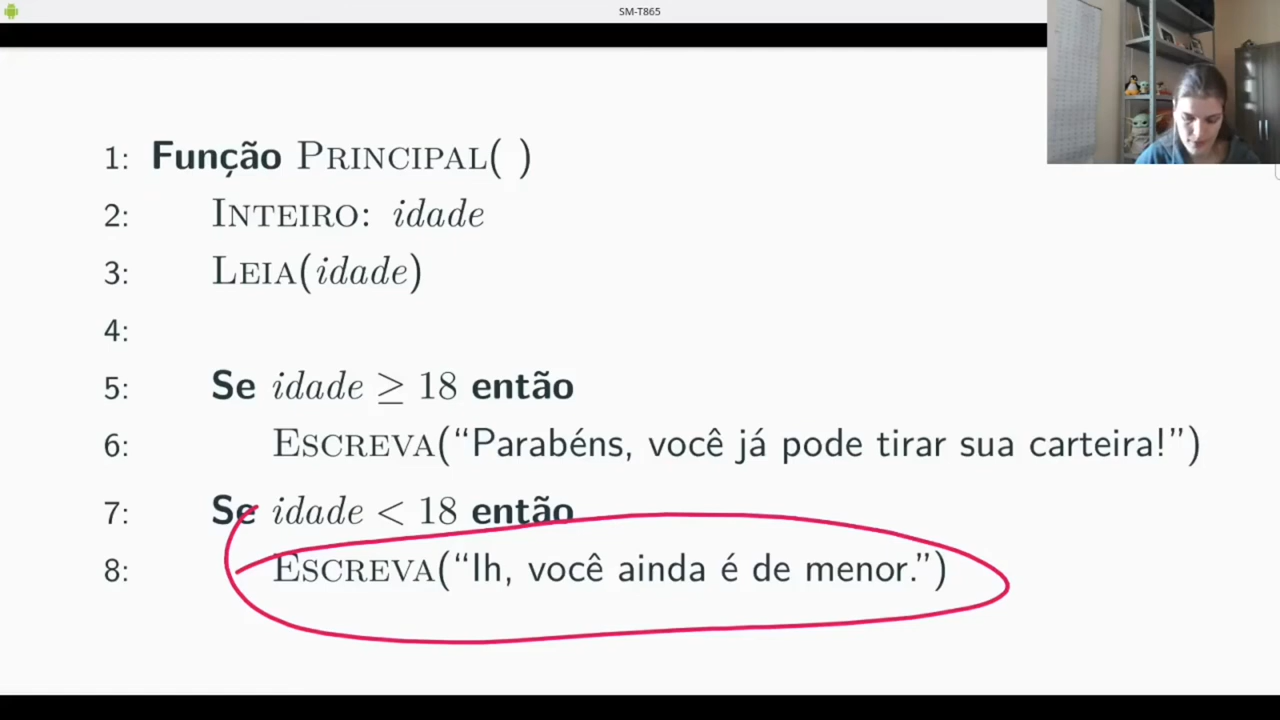 SM-T865
1: Função PRINCIPAL( )
2: INTEIRO: idade
3: LEIA(idade)
4:
5: Se idade ≥ 18 então
6: ESCREVA(“Parabéns, você já pode tirar sua carteira!”)
7: Se idade < 18 então
8: ESCREVA(“Ih, você ainda é de menor.”)